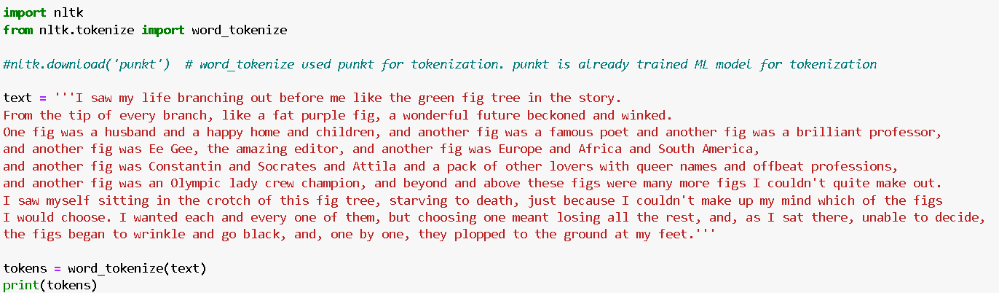 import nltk
from nltk.tokenize import word_tokenize
#nltk.download('punkt')  # word_tokenize used punkt for tokenization. punkt is already trained ML model for tokenization
text = '''I saw my life branching out before me like the green fig tree in the story.
From the tip of every branch, like a fat purple fig, a wonderful future beckoned and winked.
One fig was a husband and a happy home and children, and another fig was a famous poet and another fig was a brilliant professor,
and another fig was Ee Gee, the amazing editor, and another fig was Europe and Africa and South America,
and another fig was Constantin and Socrates and Attila and a pack of other lovers with queer names and offbeat professions,
and another fig was an Olympic lady crew champion, and beyond and above these figs were many more figs I couldn't quite make out.
I saw myself sitting in the crotch of this fig tree, starving to death, just because I couldn't make up my mind which of the figs
I would choose. I wanted each and every one of them, but choosing one meant losing all the rest, and, as I sat there, unable to decide,
the figs began to wrinkle and go black, and, one by one, they plopped to the ground at my feet.'''
tokens = word_tokenize(text)
print(tokens)